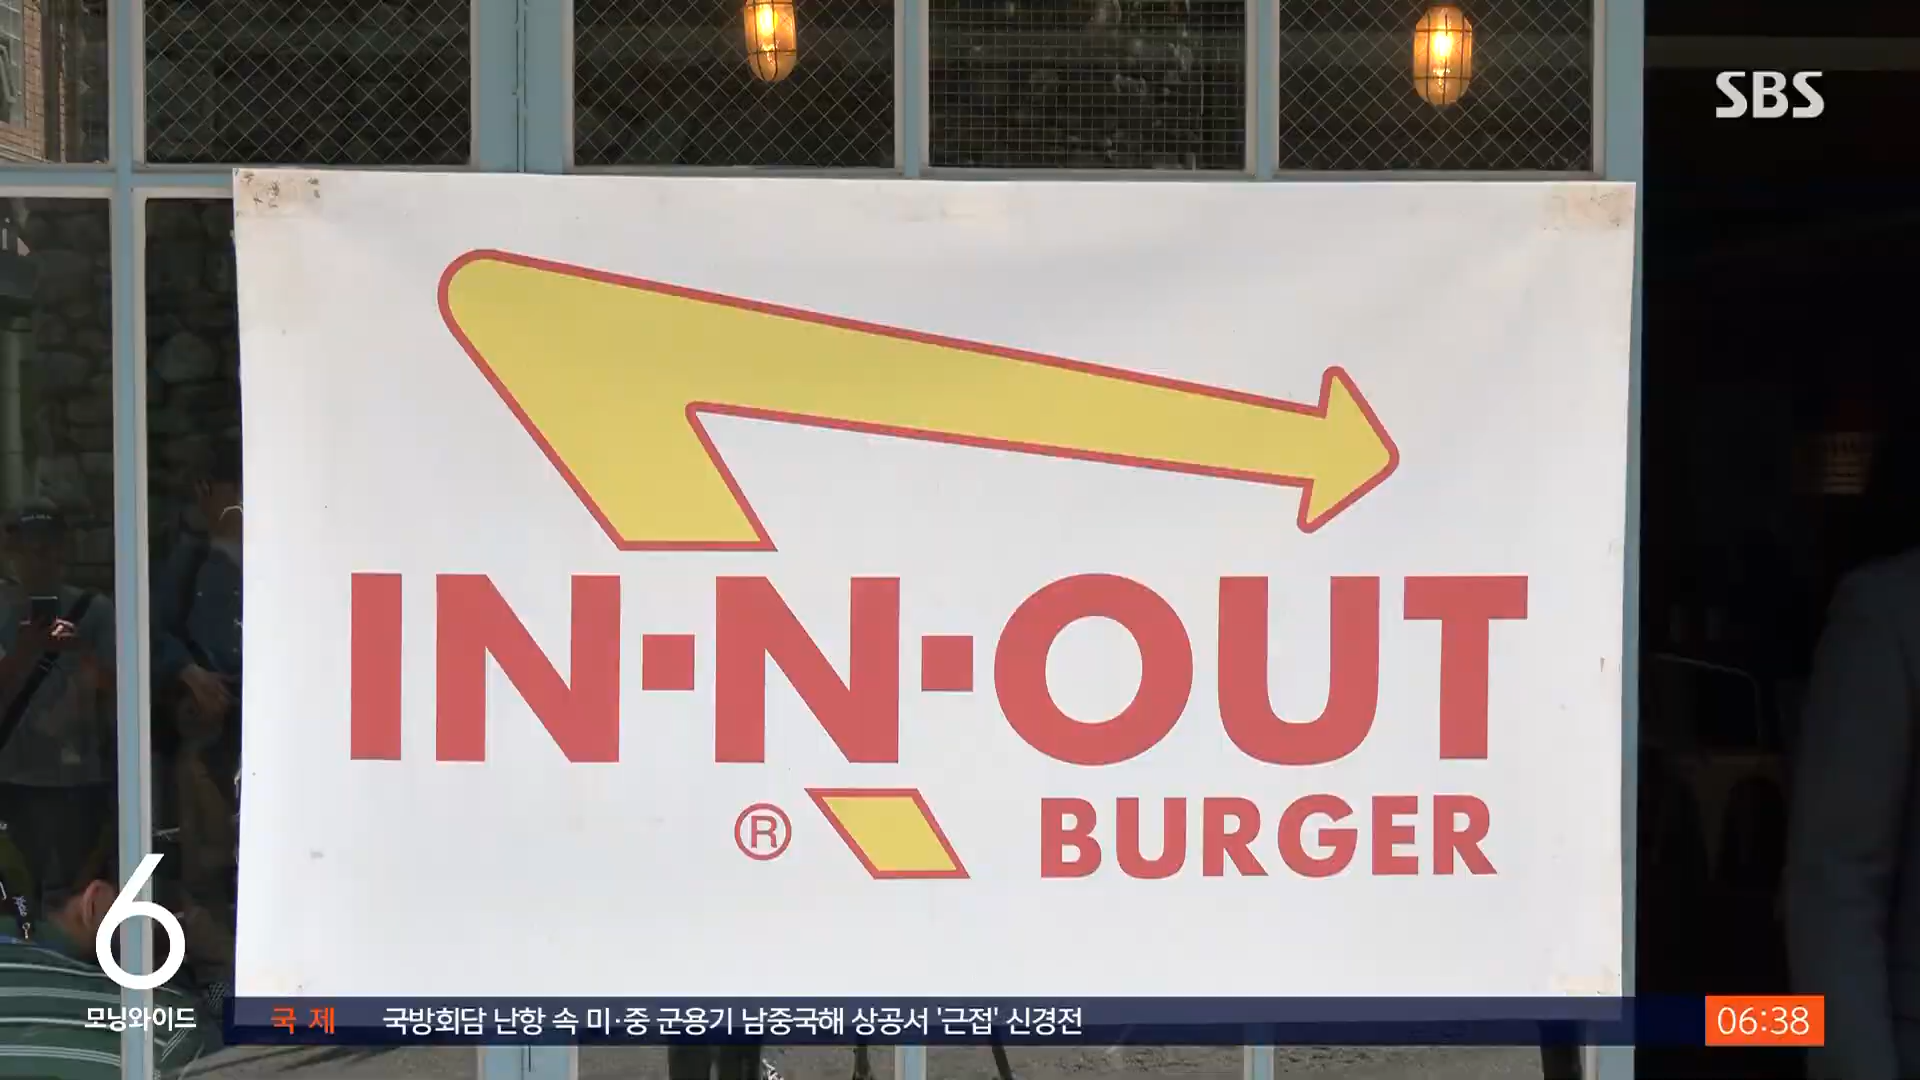 SBS
IN-N-OUT
® BURGER
6
모닝와이드
국제 국방회담 난항 속 미·중 군용기 남중국해 상공서 '근접' 신경전 06:38